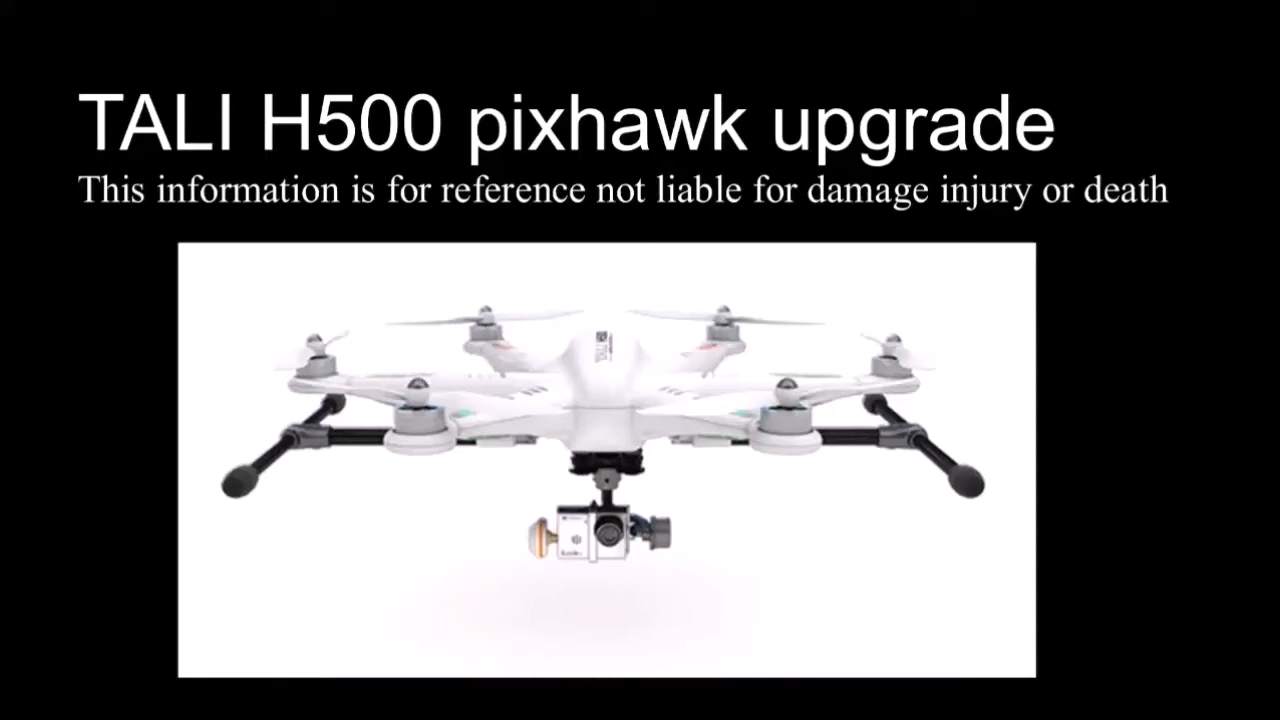 TALI H500 pixhawk upgrade
This information is for reference not liable for damage injury or death